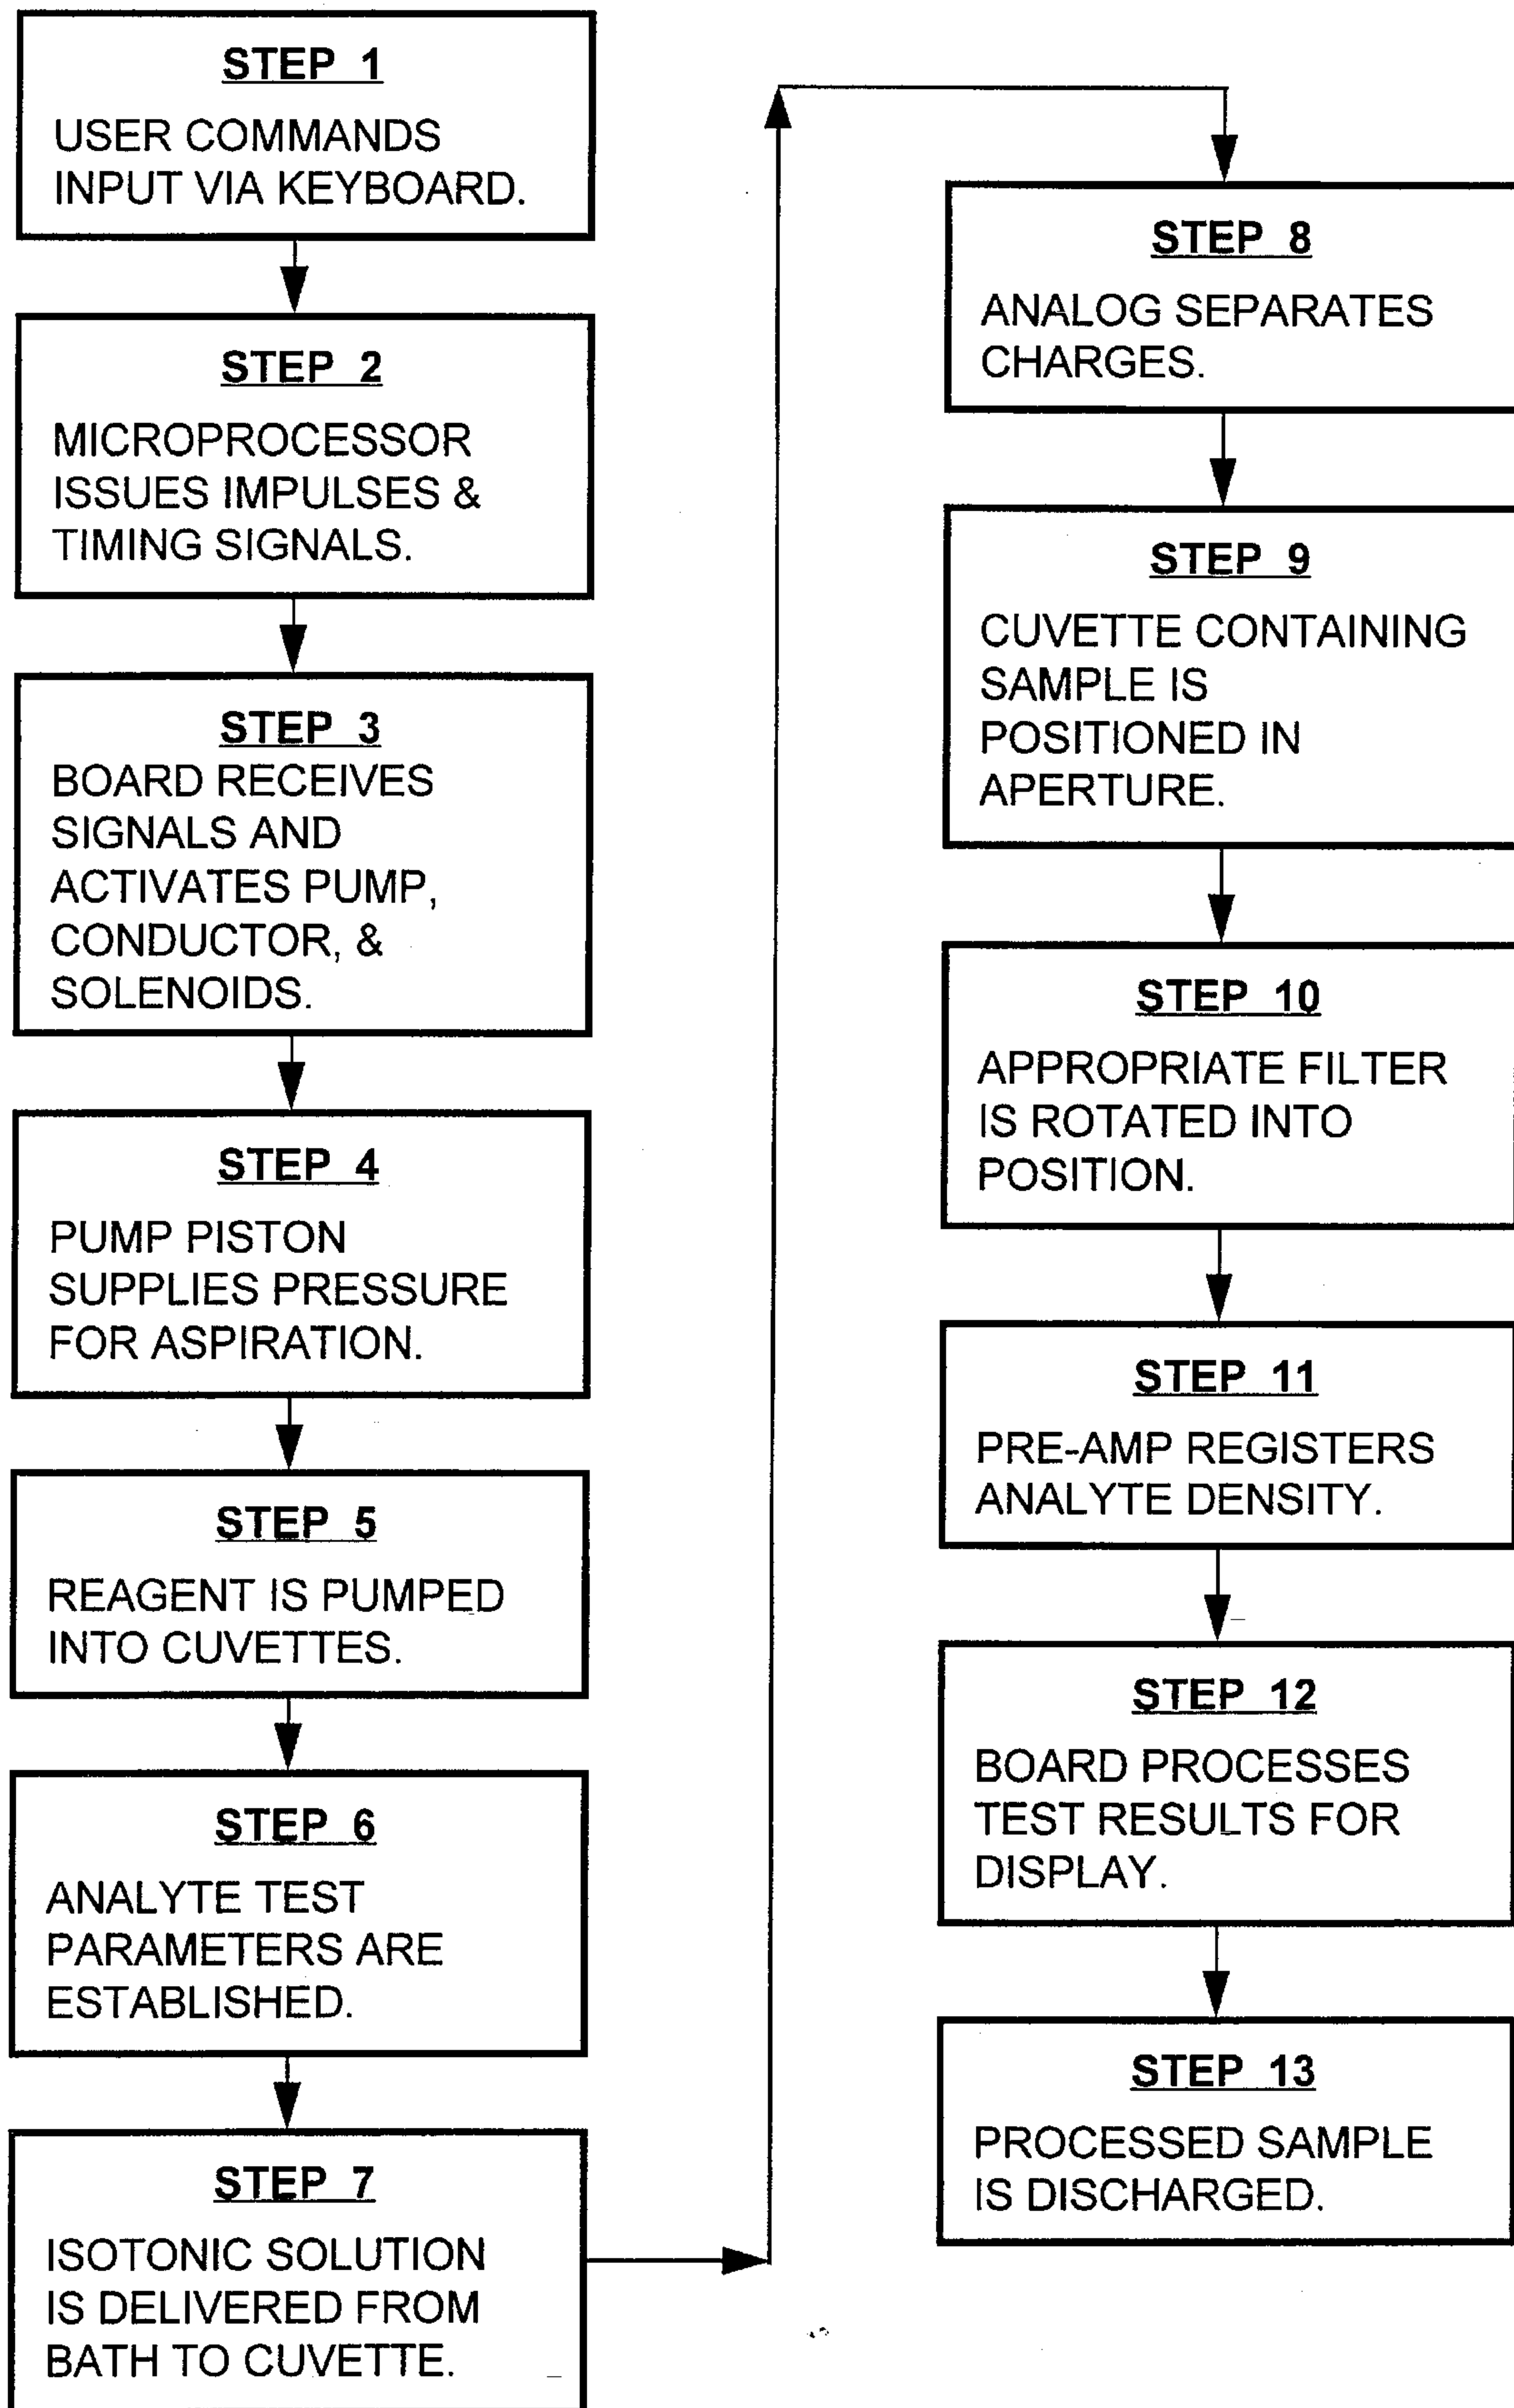 STEP 1
USER COMMANDS
INPUT VIA KEYBOARD.
STEP 2
MICROPROCESSOR
ISSUES IMPULSES &
TIMING SIGNALS.
STEP 3
BOARD RECEIVES
SIGNALS AND
ACTIVATES PUMP,
CONDUCTOR, &
SOLENOIDS.
STEP 4
PUMP PISTON
SUPPLIES PRESSURE
FOR ASPIRATION.
STEP 5
REAGENT IS PUMPED
INTO CUVETTES.
STEP 6
ANALYTE TEST
PARAMETERS ARE
ESTABLISHED.
STEP 7
ISOTONIC SOLUTION
IS DELIVERED FROM
BATH TO CUVETTE.
STEP 8
ANALOG SEPARATES
CHARGES.
STEP 9
CUVETTE CONTAINING
SAMPLE IS
POSITIONED IN
APERTURE.
STEP 10
APPROPRIATE FILTER
IS ROTATED INTO
POSITION.
STEP 11
PRE-AMP REGISTERS
ANALYTE DENSITY.
STEP 12
BOARD PROCESSES
TEST RESULTS FOR
DISPLAY.
STEP 13
PROCESSED SAMPLE
IS DISCHARGED.